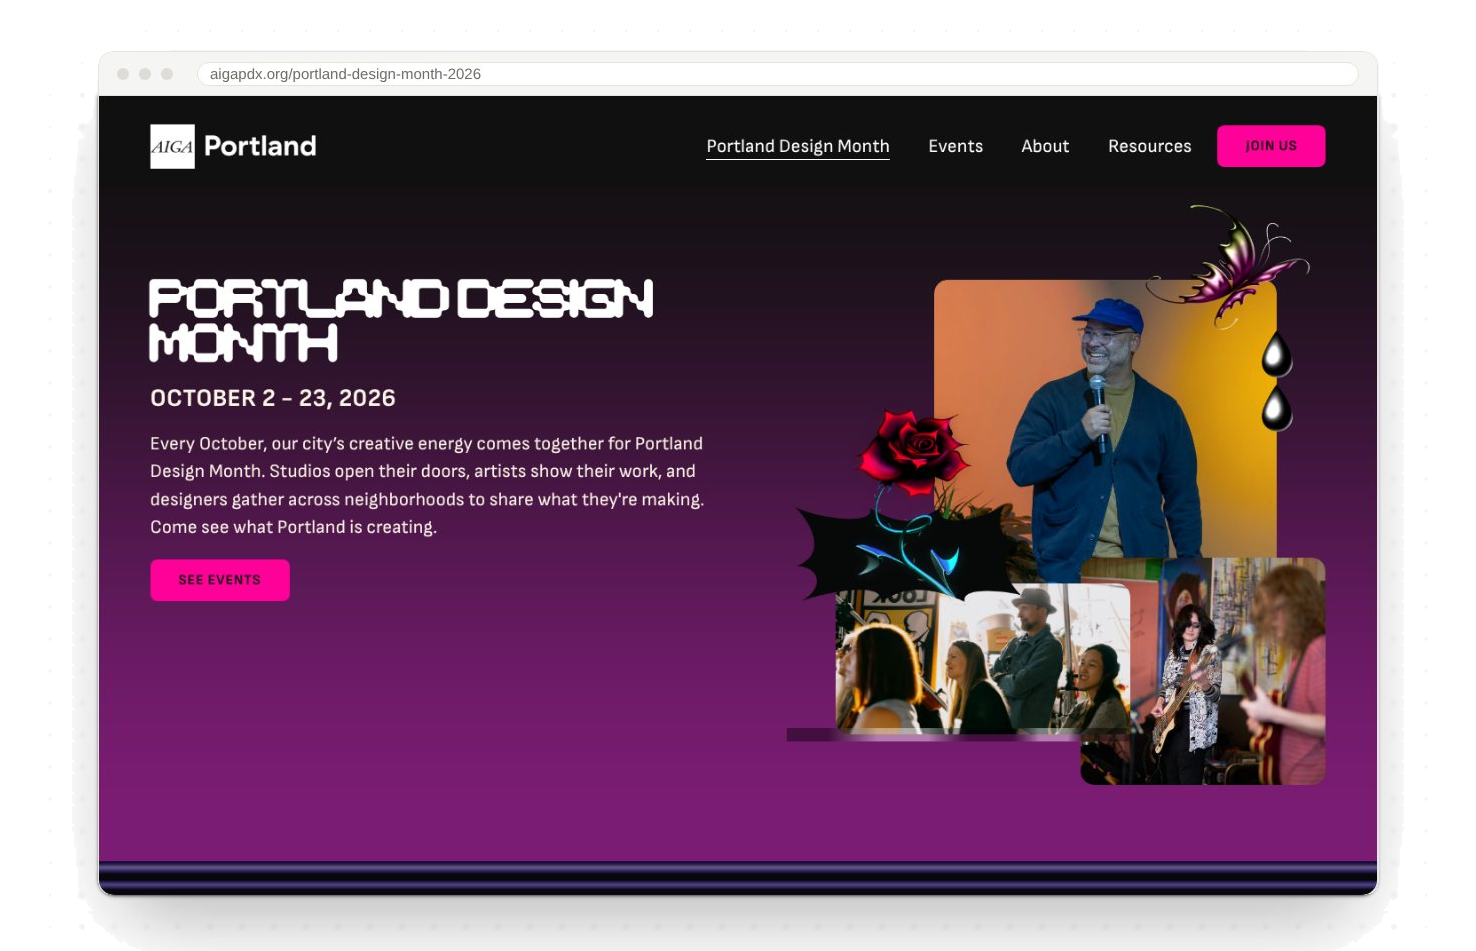 aigapdx.org/portland-design-month-2026
AIGA Portland
Portland Design Month Events About Resources JOIN US
PORTLAND DESIGN
MONTH
OCTOBER 2 - 23, 2026
Every October, our city’s creative energy comes together for Portland
Design Month. Studios open their doors, artists show their work, and
designers gather across neighborhoods to share what they're making.
Come see what Portland is creating.
SEE EVENTS